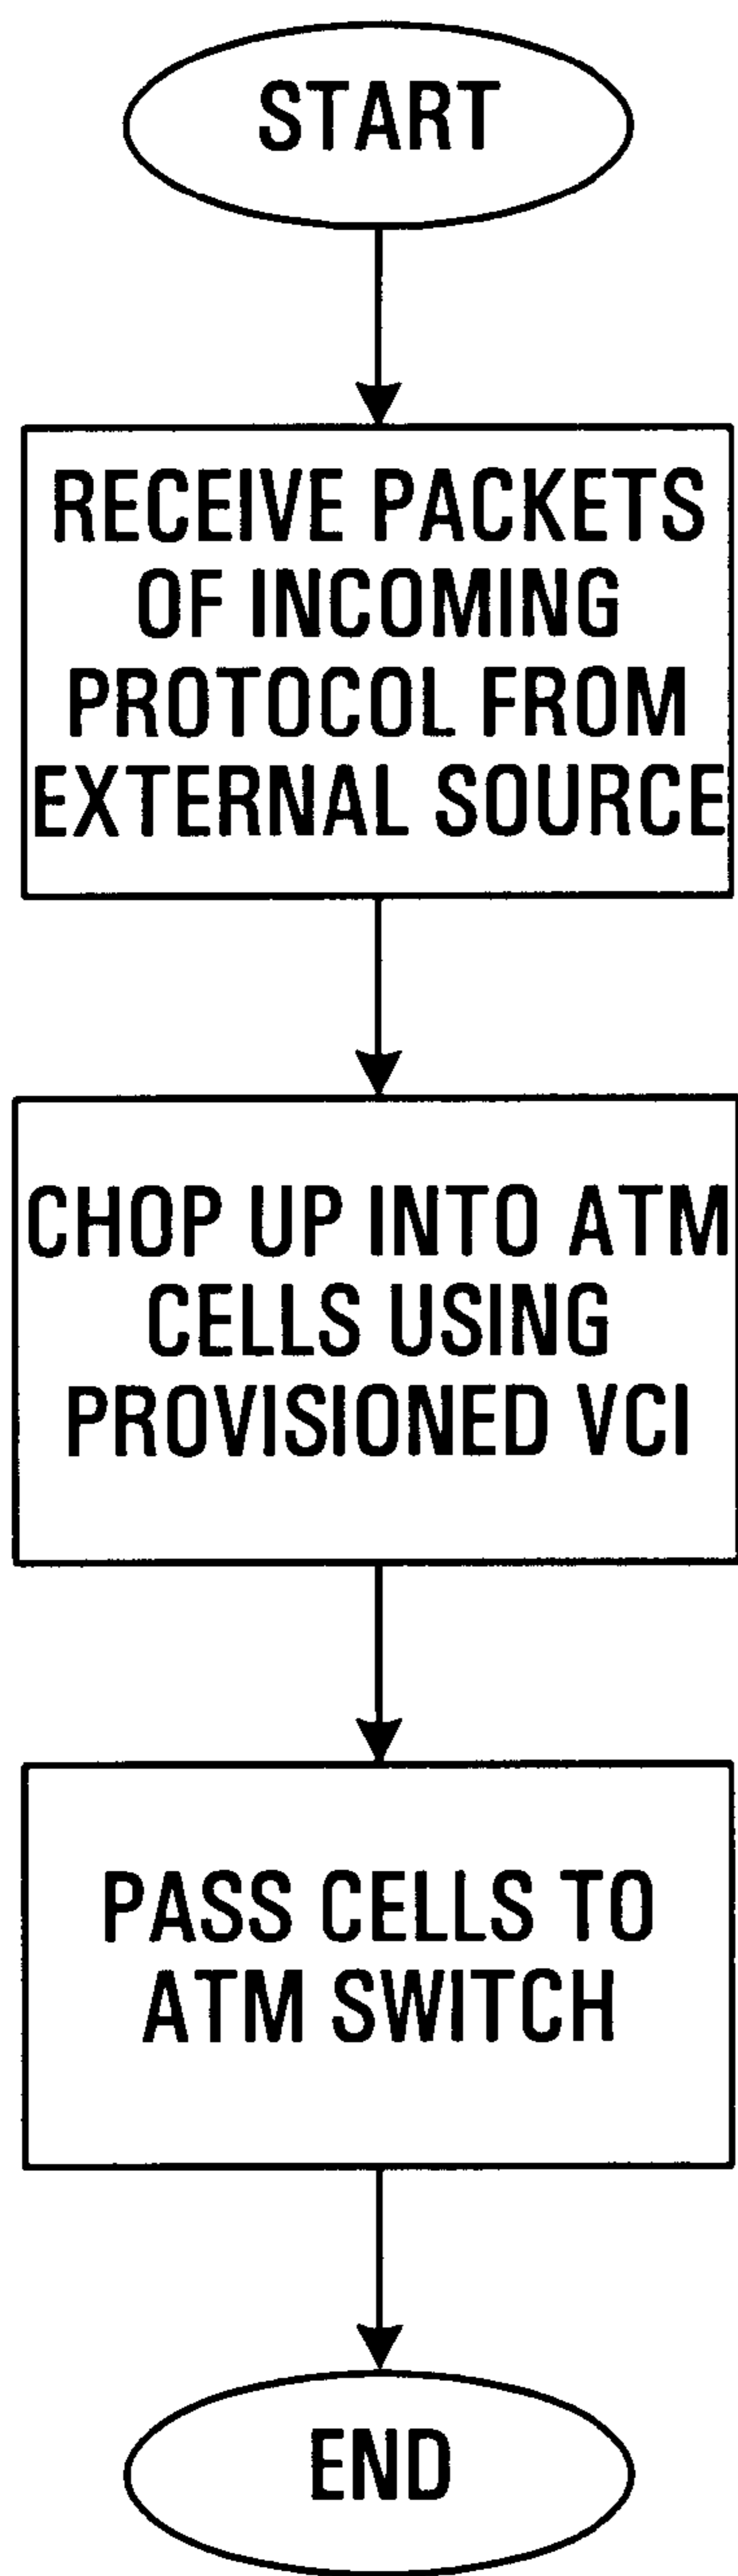 START
RECEIVE PACKETS
OF INCOMING
PROTOCOL FROM
EXTERNAL SOURCE
CHOP UP INTO ATM
CELLS USING
PROVISIONED VCI
PASS CELLS TO
ATM SWITCH
END